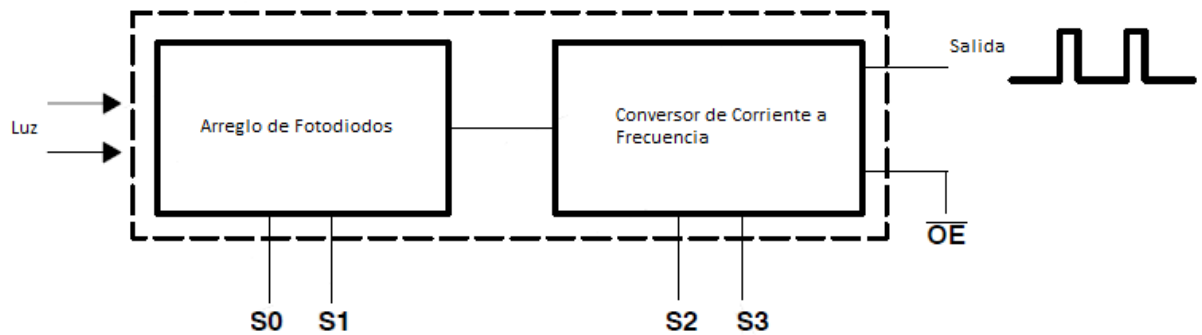 Salida
Luz
Arreglo de Fotodiodos
Conversor de Corriente a
Frecuencia
OE
S0
S1
S2
S3